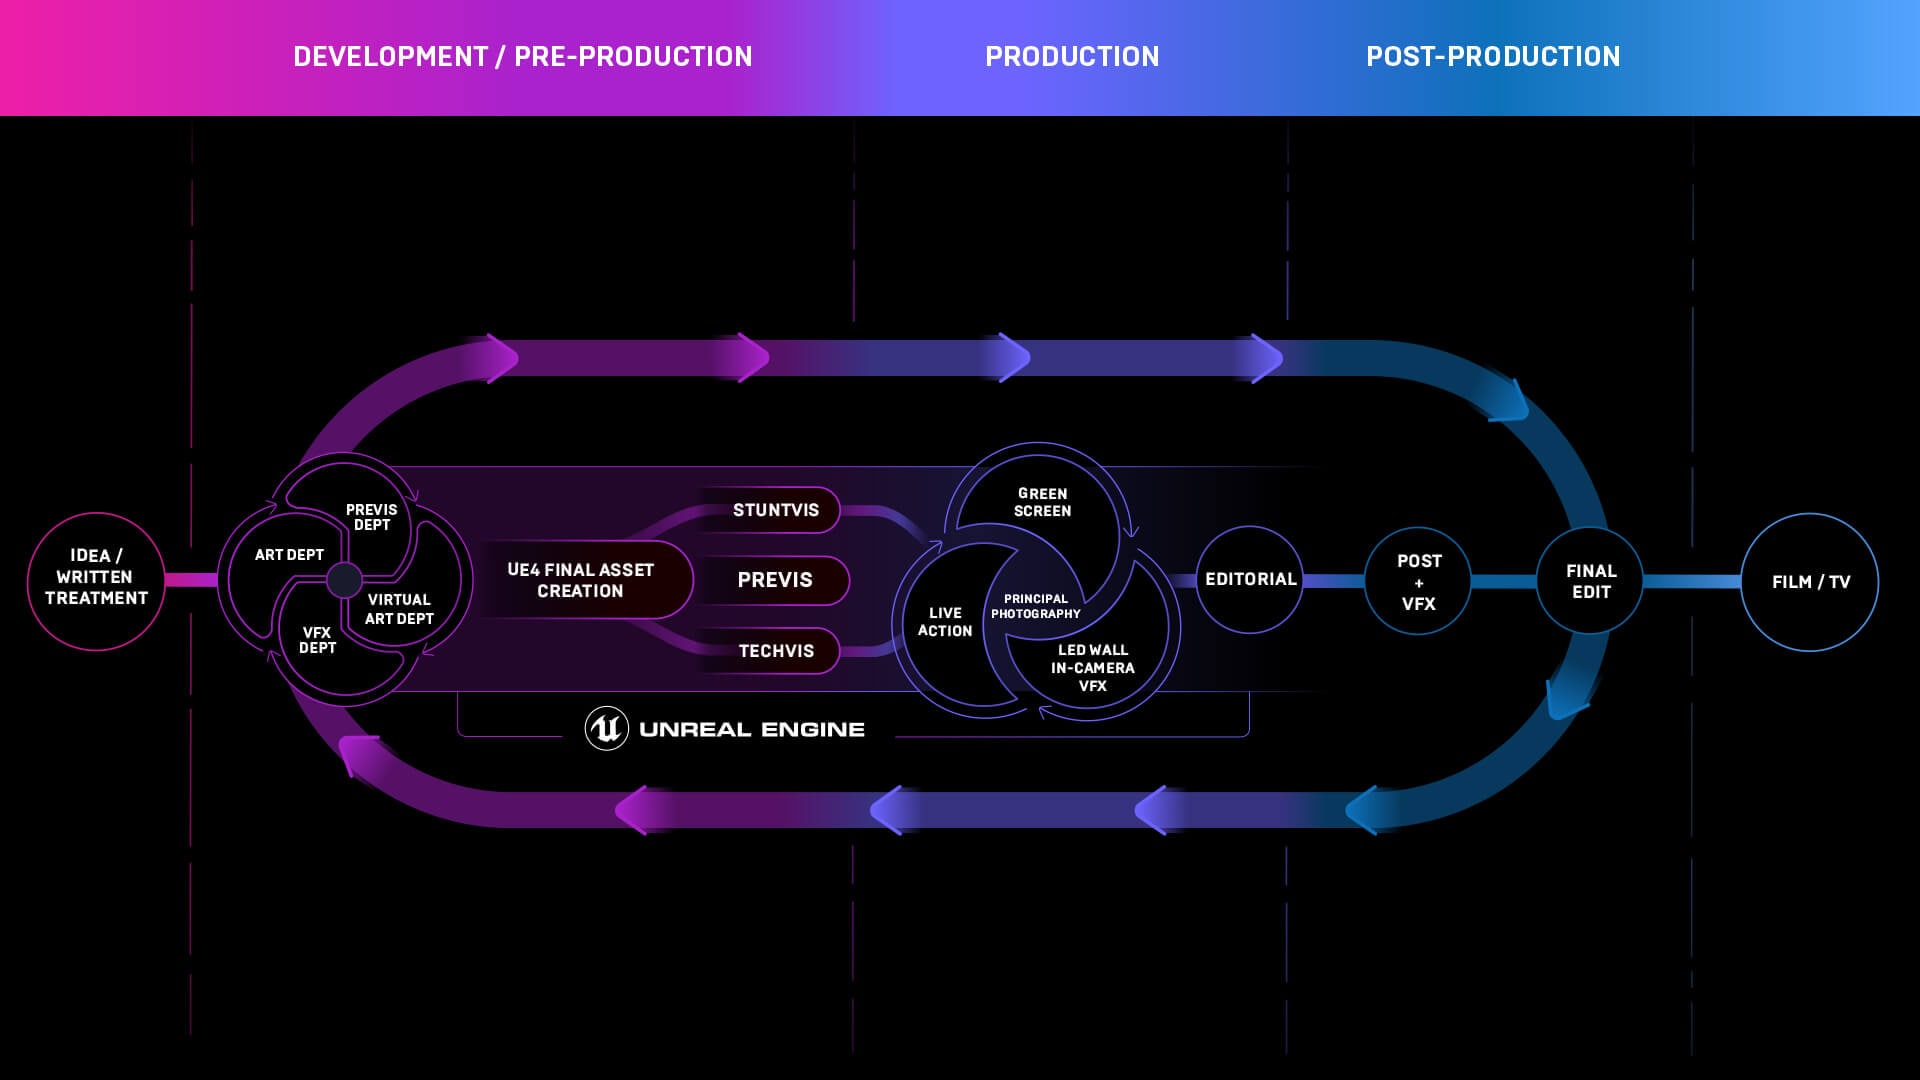 DEVELOPMENT / PRE-PRODUCTION
PRODUCTION
POST-PRODUCTION
IDEA /
WRITTEN
TREATMENT
PREVIS
DEPT
ART DEPT
VIRTUAL
ART DEPT
VFX
DEPT
UE4 FINAL ASSET
CREATION
STUNTVIS
PREVIS
TECHVIS
GREEN
SCREEN
LIVE
ACTION
PRINCIPAL
PHOTOGRAPHY
LED WALL
IN-CAMERA
VFX
EDITORIAL
POST
+
VFX
FINAL
EDIT
FILM / TV
UNREAL ENGINE